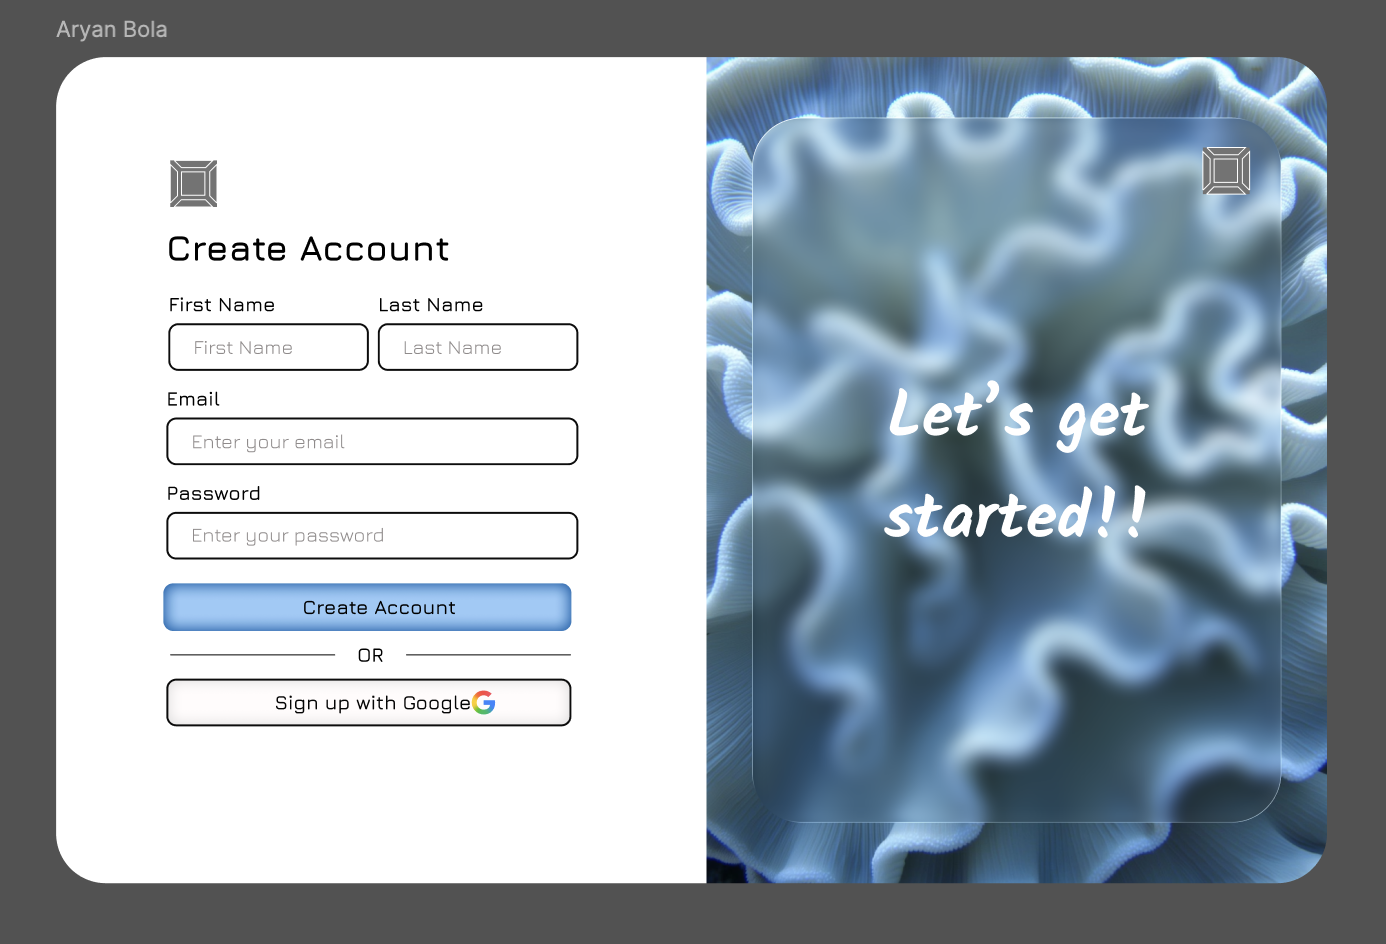 Aryan Bola
Create Account
First Name Last Name
First Name Last Name
Email
Enter your email
Password
Enter your password
Create Account
OR
Sign up with Google
Let’s get
started!!